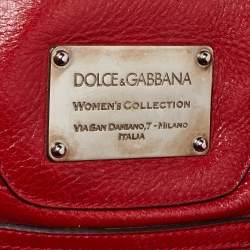 DOLCE&GABBANA
WOMEN'S COLLECTION
VIA SAN DAMIANO,7-MILANO
ITALIA